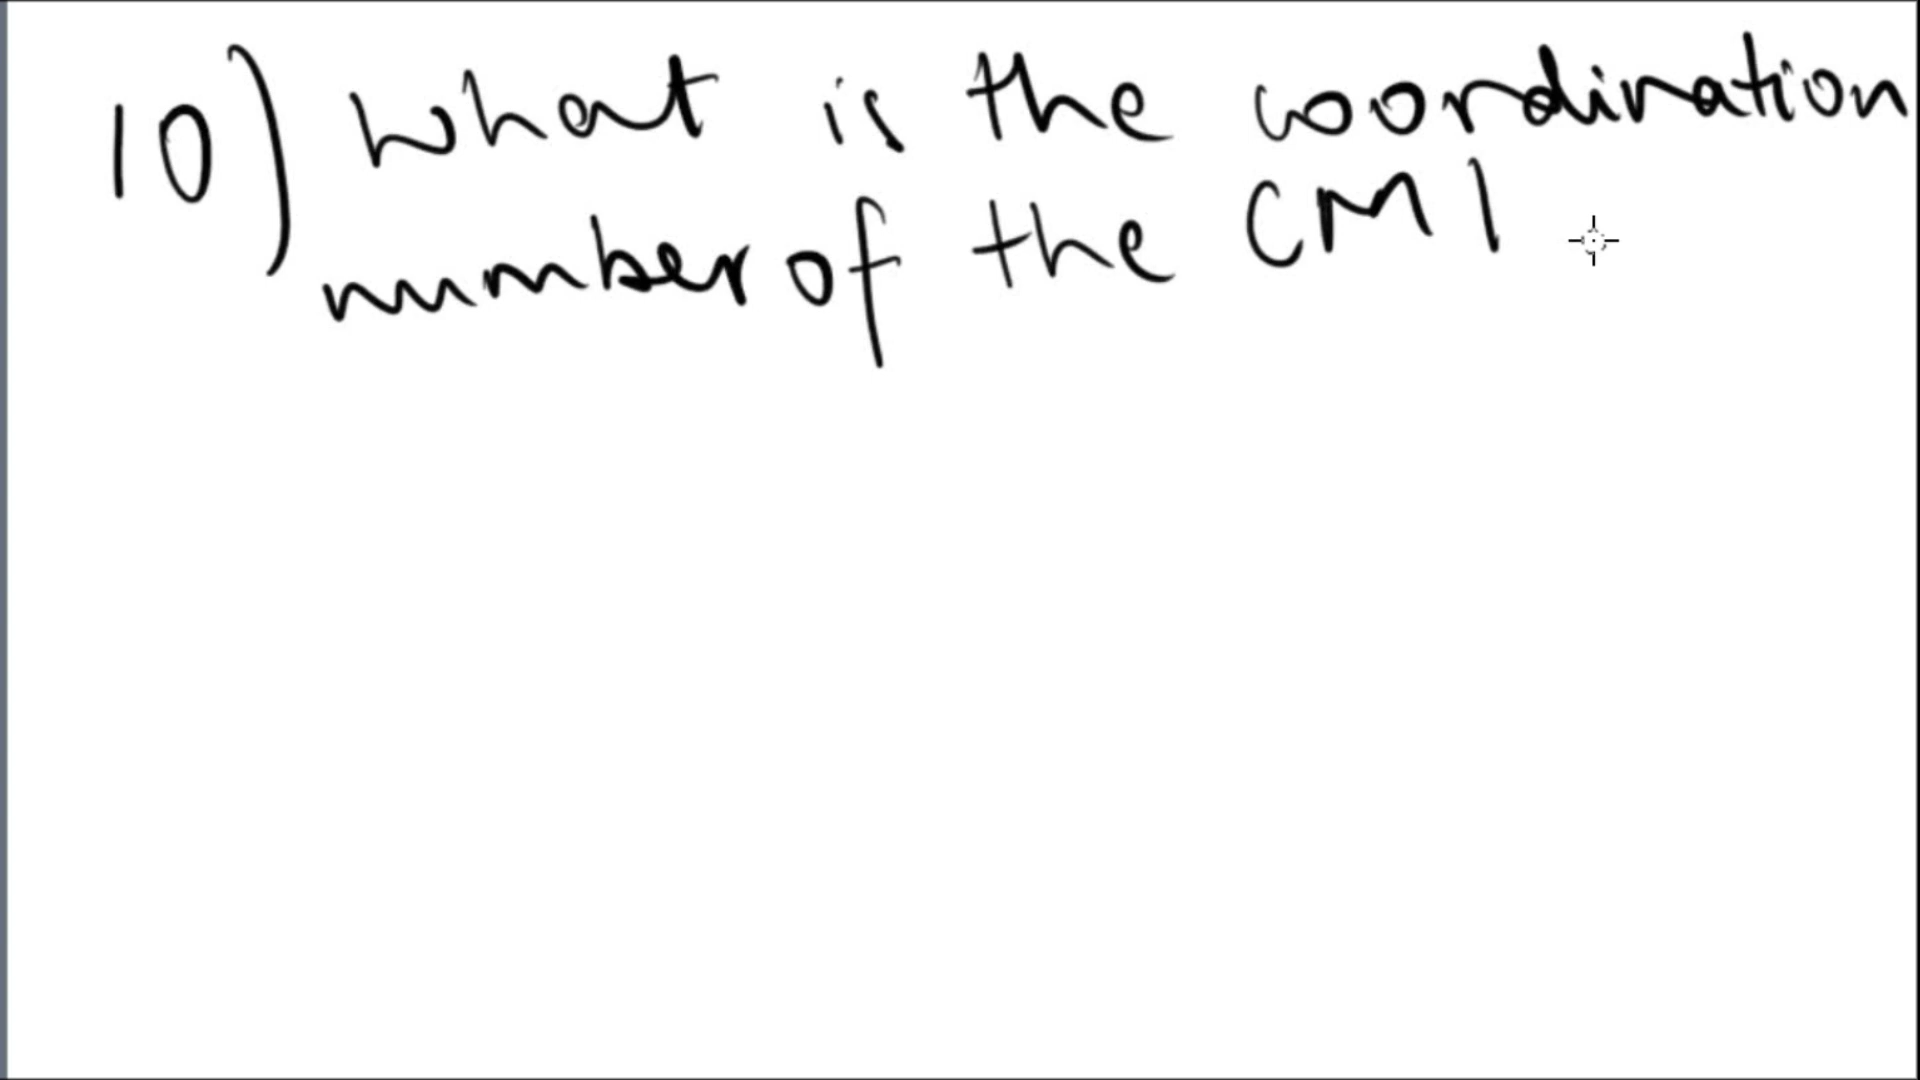 10) what is the coordination
number of the CM1